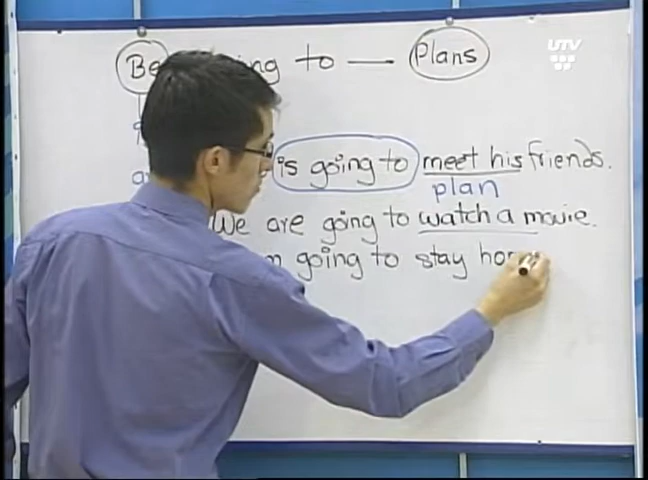 Be going to — Plans
UTV
is going to meet his friends.
plan
We are going to watch a movie.
going to stay